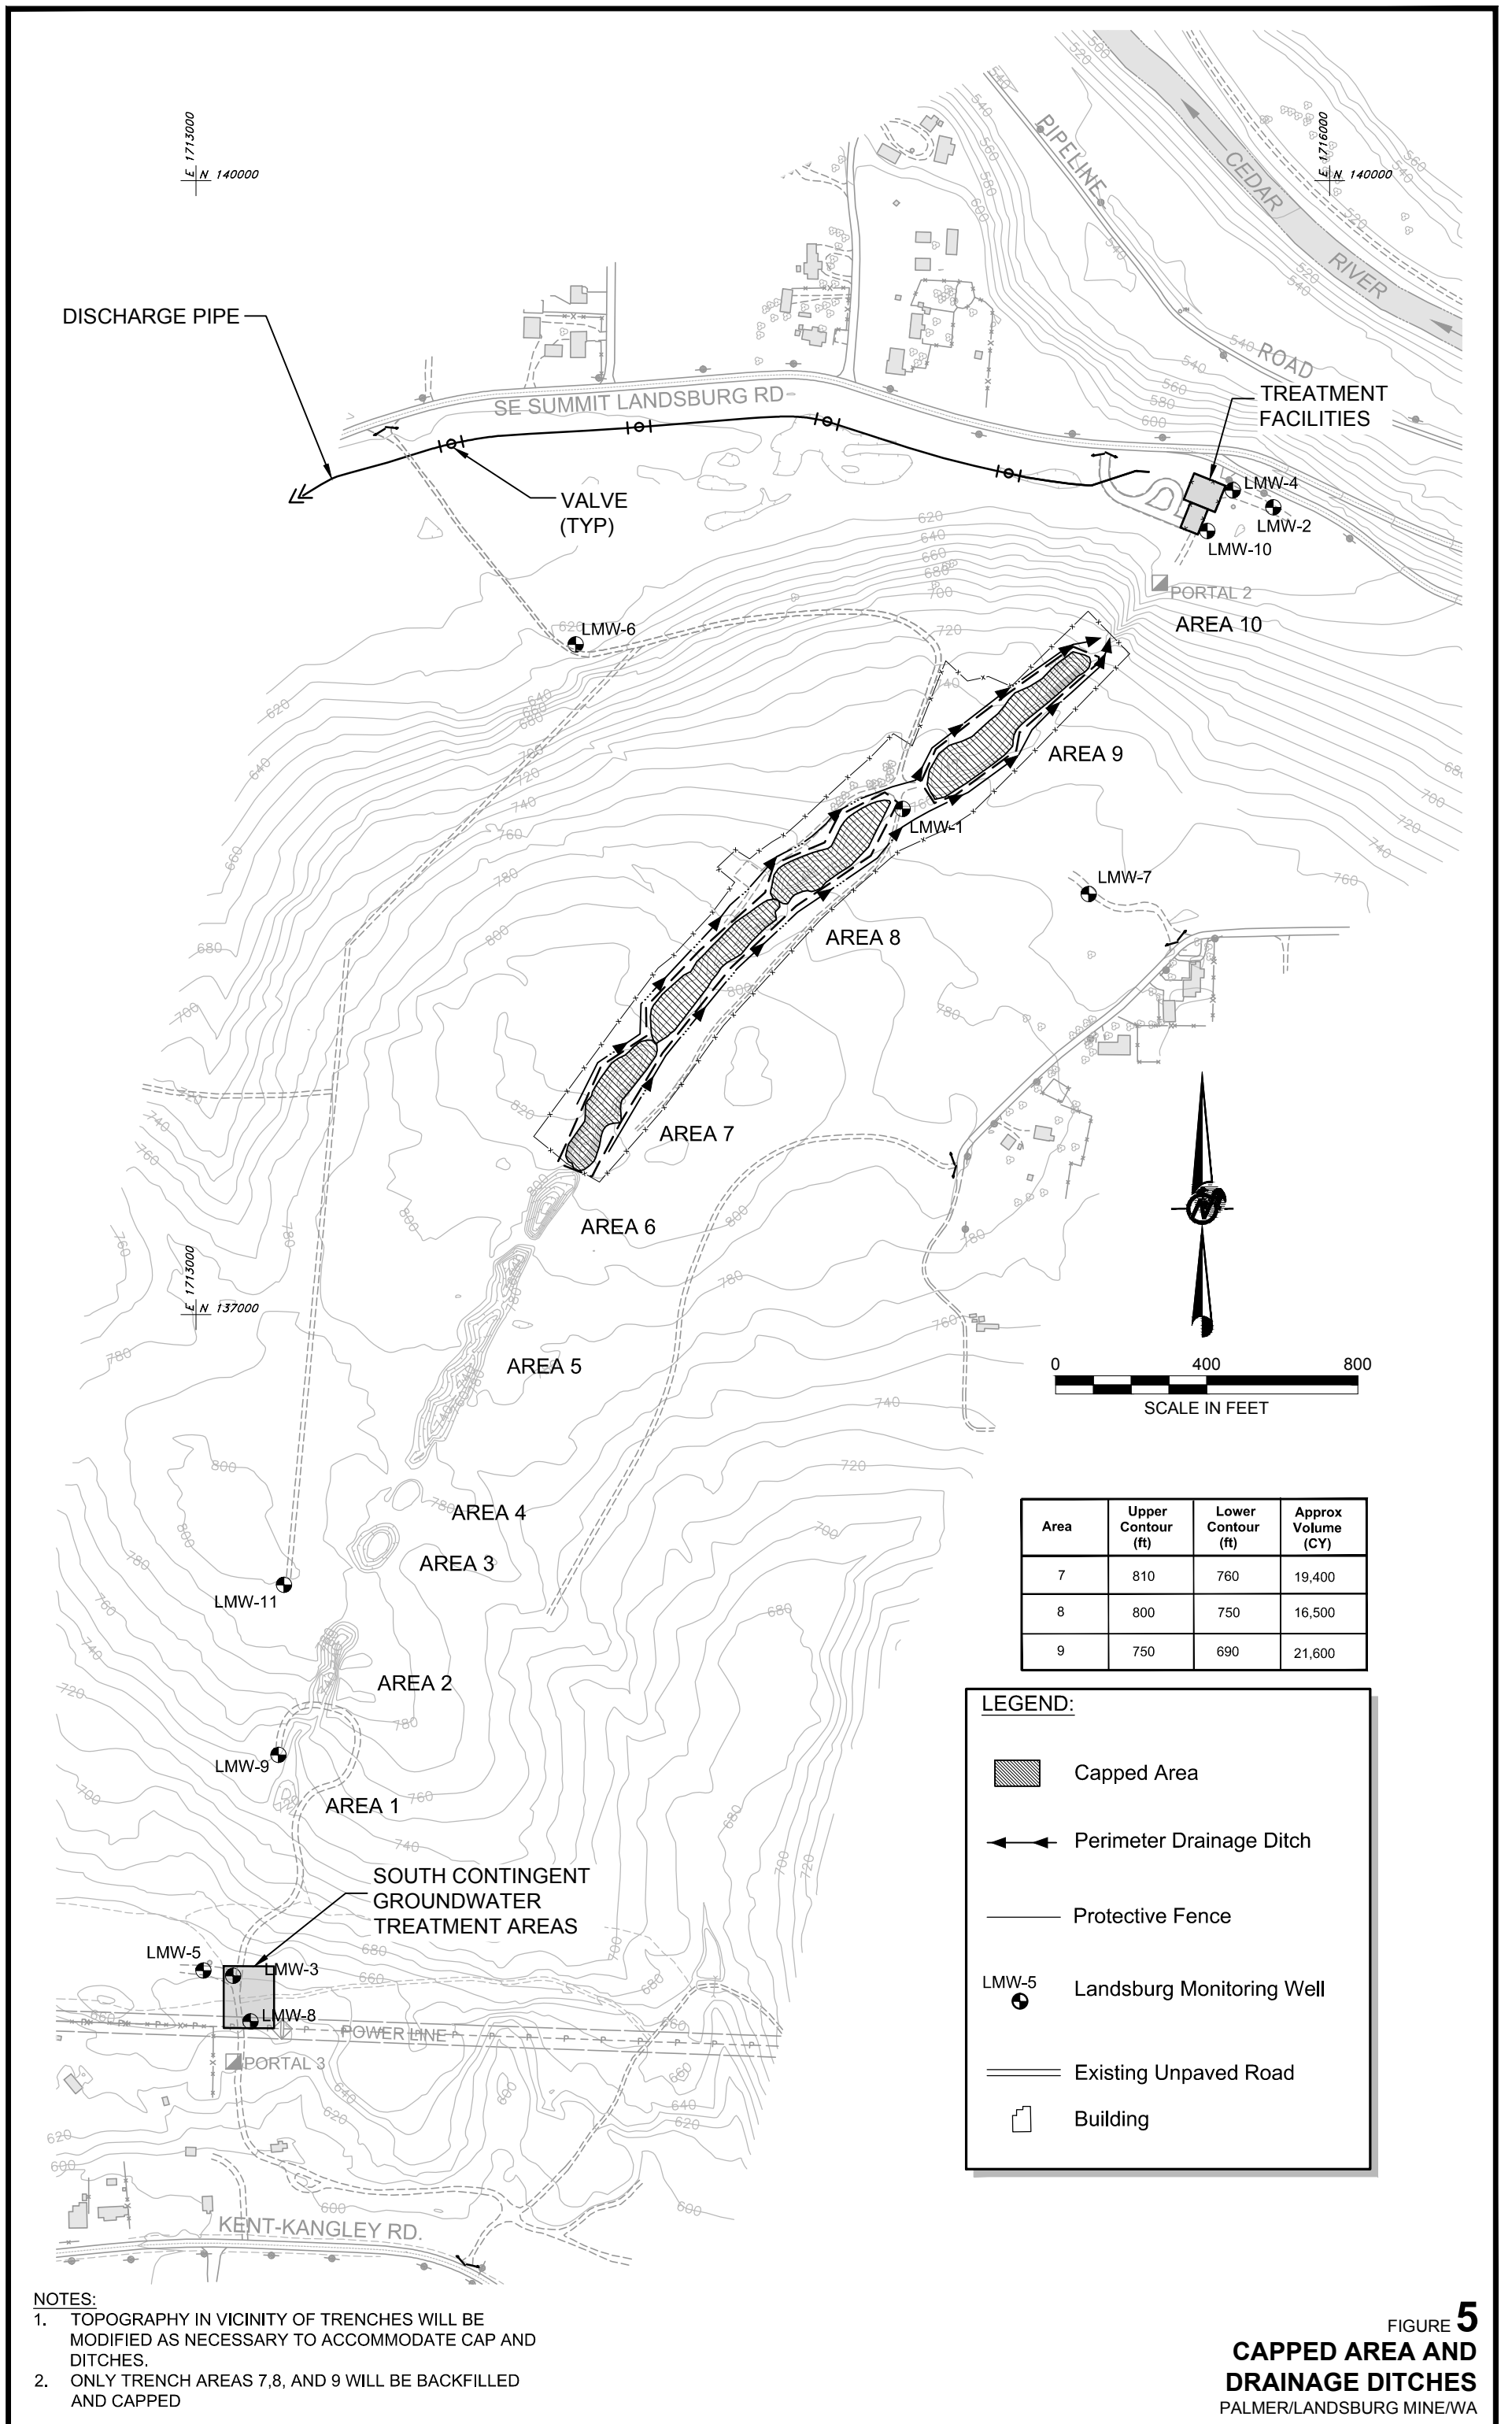 E 1713000
N 140000
E 1716000
N 140000
PIPELINE
ROAD
CEDAR
RIVER
DISCHARGE PIPE
SE SUMMIT LANDSBURG RD
TREATMENT
FACILITIES
VALVE
(TYP)
LMW-4
LMW-2
LMW-10
PORTAL 2
AREA 10
LMW-6
AREA 9
LMW-1
LMW-7
AREA 8
AREA 7
AREA 6
E 1713000
N 137000
AREA 5
0 400 800
SCALE IN FEET
AREA 4
AREA 3
LMW-11
AREA 2
LMW-9
AREA 1
Area Upper Contour (ft) Lower Contour (ft) Approx Volume (CY)
7 810 760 19,400
8 800 750 16,500
9 750 690 21,600
LEGEND:
Capped Area
Perimeter Drainage Ditch
Protective Fence
LMW-5 Landsburg Monitoring Well
Existing Unpaved Road
Building
SOUTH CONTINGENT
GROUNDWATER
TREATMENT AREAS
LMW-5
LMW-3
LMW-8
POWER LINE
PORTAL 3
KENT-KANGLEY RD.
NOTES:
1. TOPOGRAPHY IN VICINITY OF TRENCHES WILL BE
MODIFIED AS NECESSARY TO ACCOMMODATE CAP AND
DITCHES.
2. ONLY TRENCH AREAS 7,8, AND 9 WILL BE BACKFILLED
AND CAPPED
FIGURE 5
CAPPED AREA AND
DRAINAGE DITCHES
PALMER/LANDSBURG MINE/WA